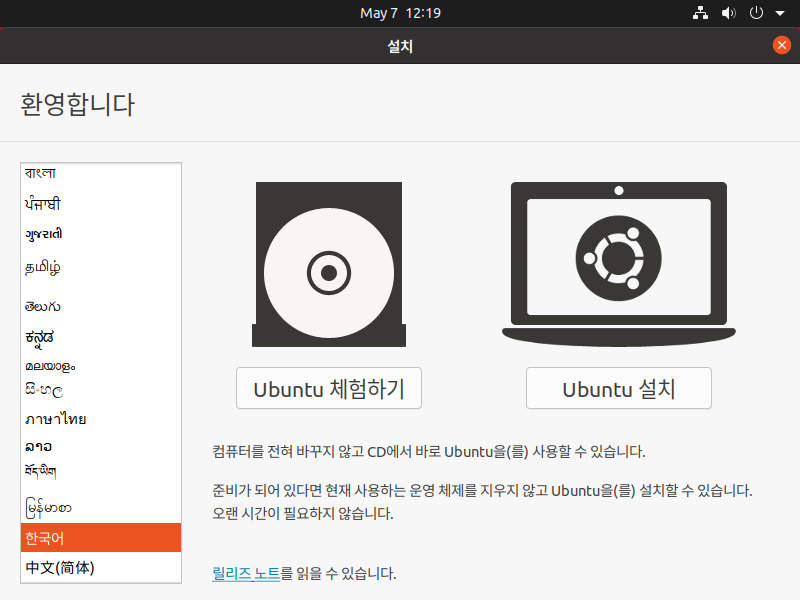 May 7 12:19
설치
환영합니다
বাংলা
ਪੰਜਾਬੀ
ગુજરાતી
தமிழ்
తెలుగు
ಕನ್ನಡ
മലയാളം
සිංහල
ภาษาไทย
ລາວ
བོད་ཡིག
မြန်မာစာ
한국어
中文(简体)
Ubuntu 체험하기
Ubuntu 설치
컴퓨터를 전혀 바꾸지 않고 CD에서 바로 Ubuntu을(를) 사용할 수 있습니다.
준비가 되어 있다면 현재 사용하는 운영 체제를 지우지 않고 Ubuntu을(를) 설치할 수 있습니다.
오랜 시간이 필요하지 않습니다.
릴리즈 노트를 읽을 수 있습니다.